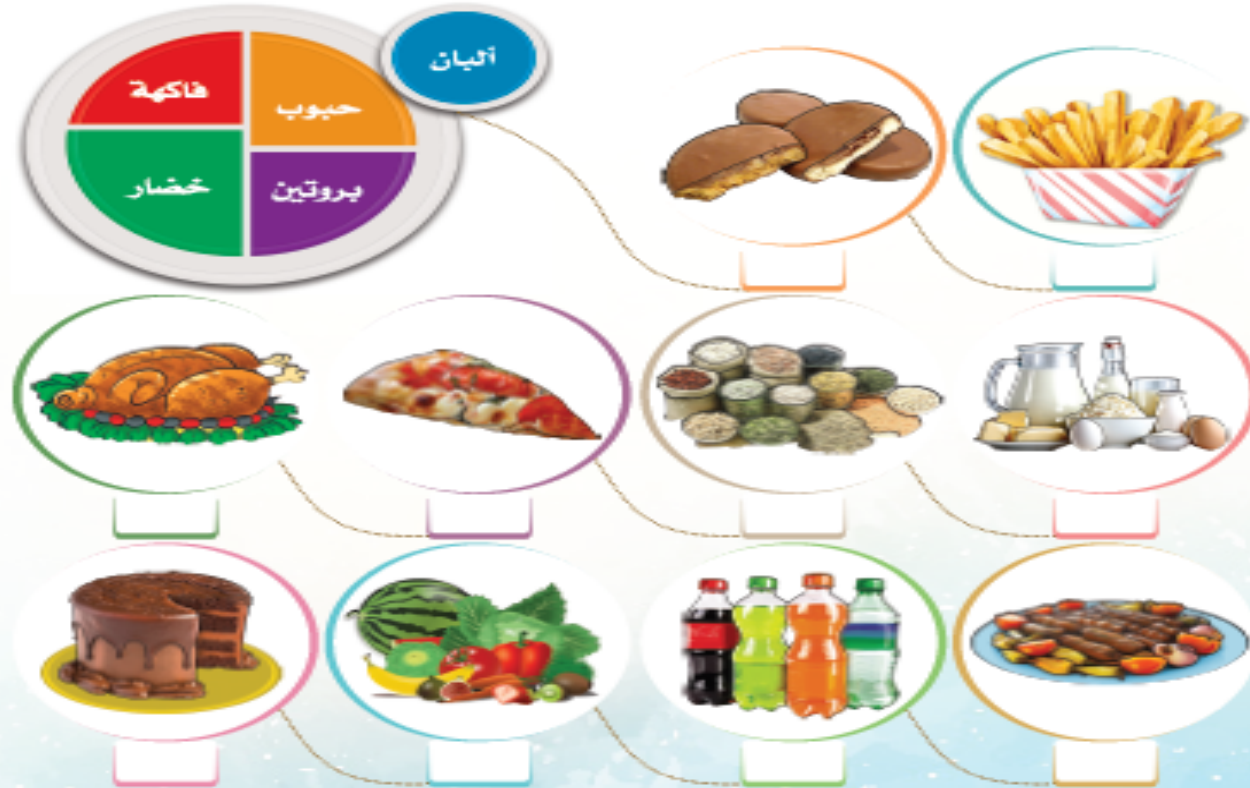 ألبان
حبوب
فاكهة
بروتين
خضار